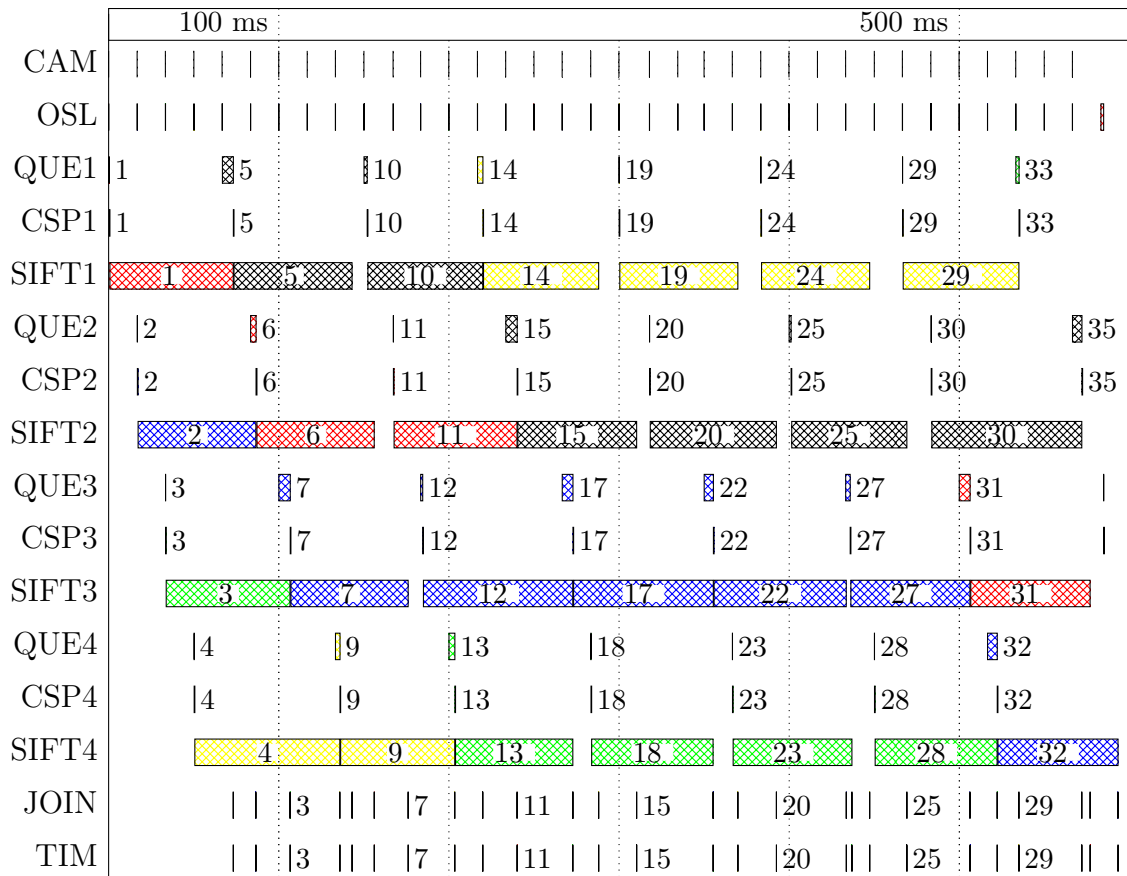 100 ms 500 ms
CAM
OSL
QUE1 1 5 10 14 19 24 29 33
CSP1 1 5 10 14 19 24 29 33
SIFT1 1 5 10 14 19 24 29
QUE2 2 6 11 15 20 25 30 35
CSP2 2 6 11 15 20 25 30 35
SIFT2 2 6 11 15 20 25 30
QUE3 3 7 12 17 22 27 31
CSP3 3 7 12 17 22 27 31
SIFT3 3 7 12 17 22 27 31
QUE4 4 9 13 18 23 28 32
CSP4 4 9 13 18 23 28 32
SIFT4 4 9 13 18 23 28 32
JOIN 3 7 11 15 20 25 29
TIM 3 7 11 15 20 25 29